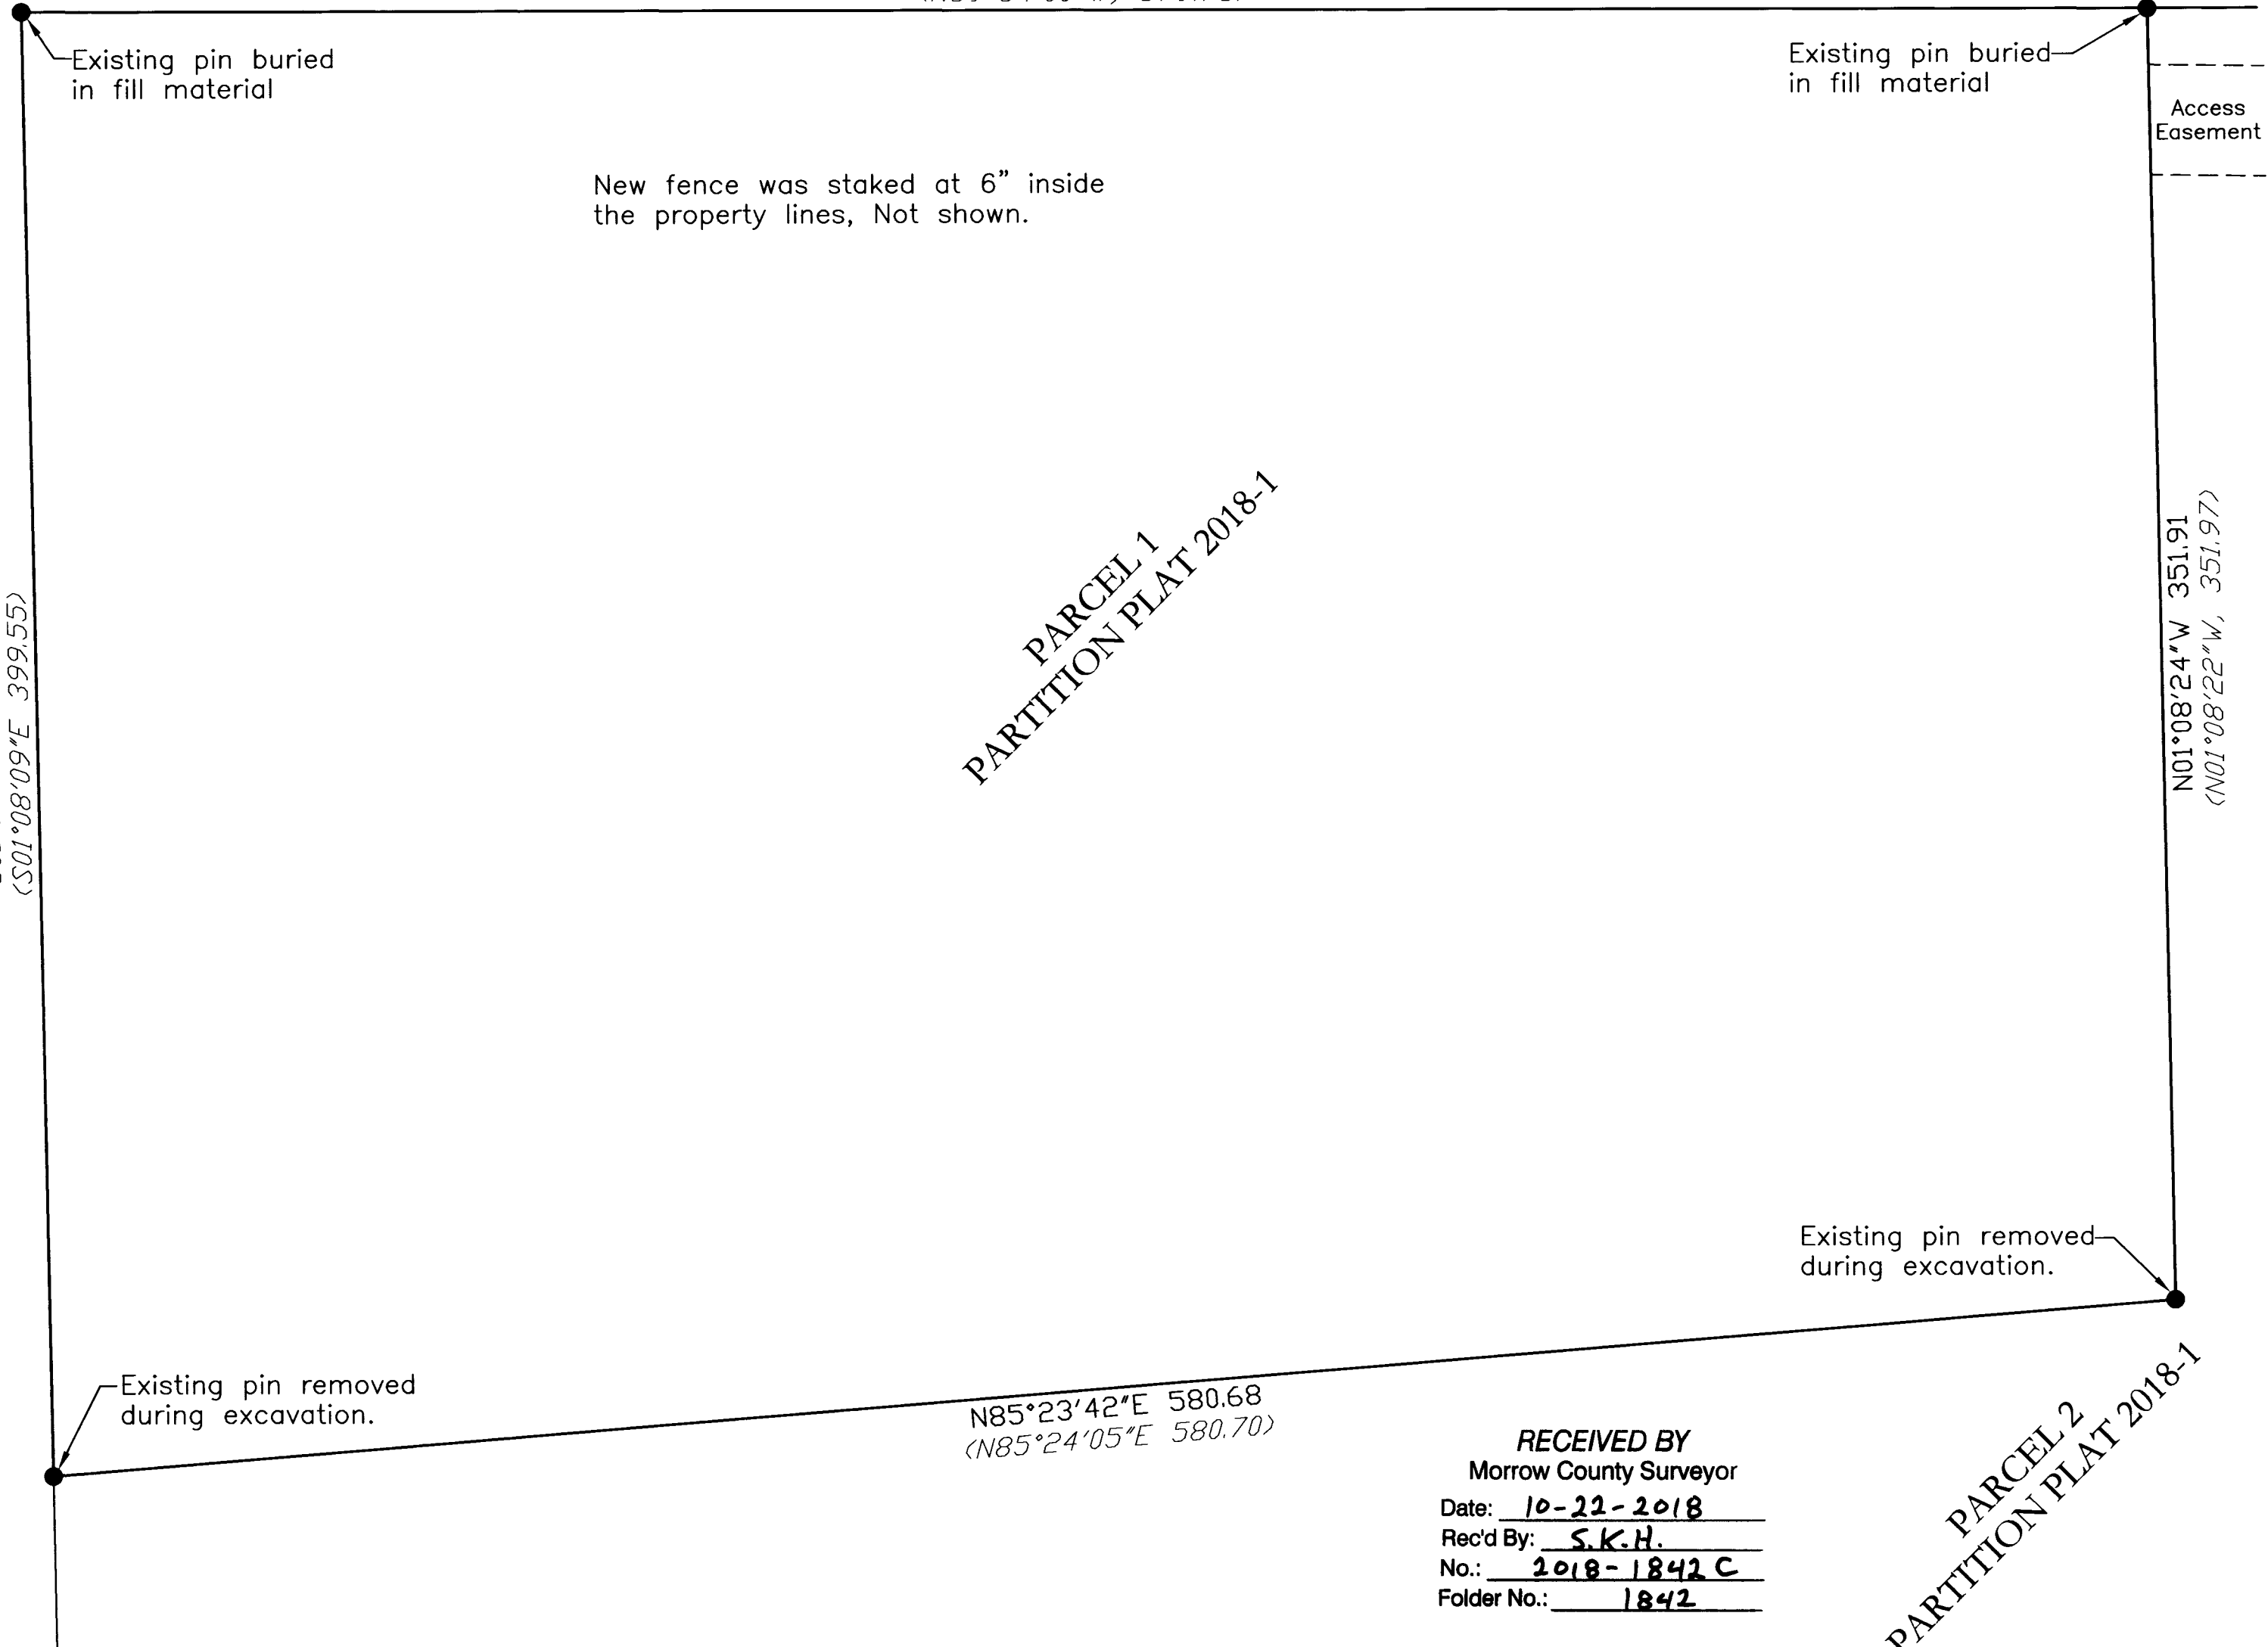 Existing pin buried
in fill material
Existing pin buried
in fill material
Access
Easement
New fence was staked at 6” inside
the property lines, Not shown.
PARCEL 1
PARTITION PLAT 2018-1
(S01°08'09"E 399.55)
N01°08'24"W 351.91
(N01°08'22"W, 351.97)
Existing pin removed
during excavation.
Existing pin removed
during excavation.
N85°23'42"E 580.68
(N85°24'05"E 580.70)
RECEIVED BY
Morrow County Surveyor
Date: 10-22-2018
Rec'd By: S.K.H.
No.: 2018-1842 C
Folder No.: 1842
PARCEL 2
PARTITION PLAT 2018-1